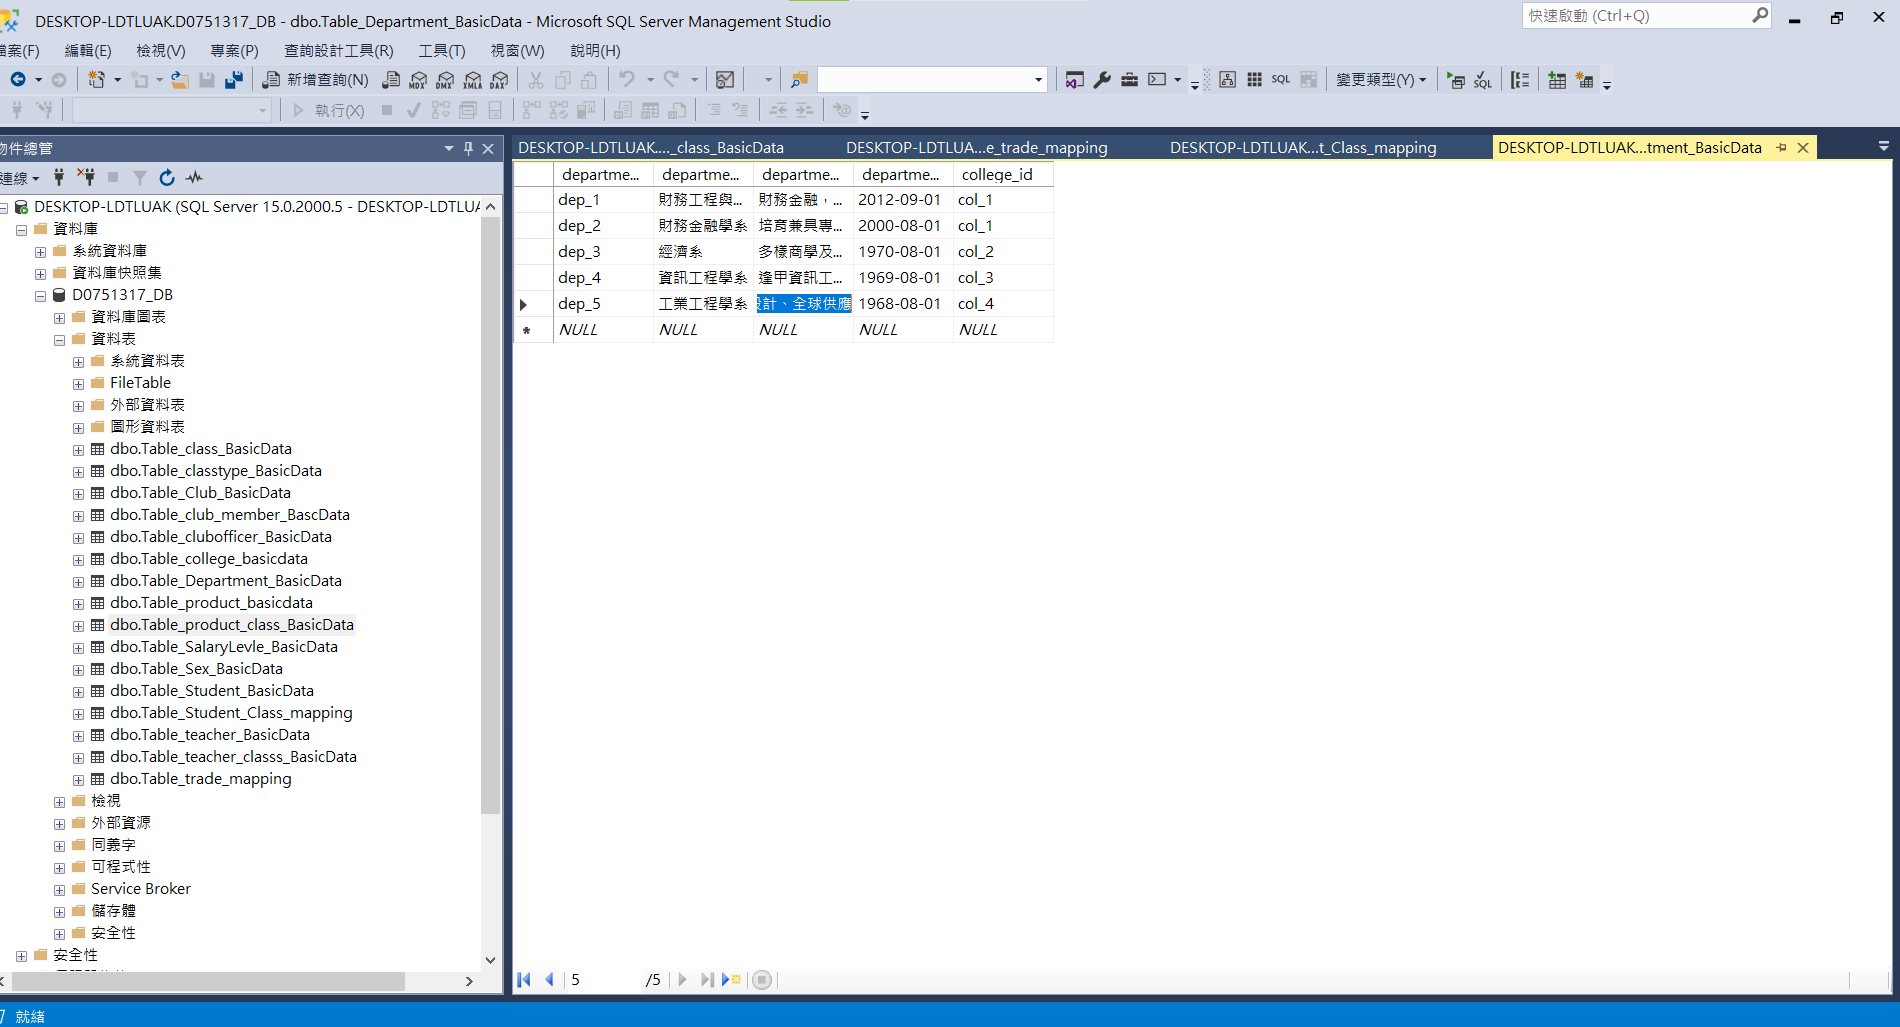 DESKTOP-LDTLUAK.D0751317_DB - dbo.Table_Department_BasicData - Microsoft SQL Server Management Studio
快速啟動 (Ctrl+Q)
檔案(F) 編輯(E) 檢視(V) 專案(P) 查詢設計工具(R) 工具(T) 視窗(W) 說明(H)
新增查詢(N) MDX DMX XMLA DAX SQL 變更類型(Y) SQL
執行(X)
物件總管
連線
DESKTOP-LDTLUAK (SQL Server 15.0.2000.5 - DESKTOP-LDTLUA
資料庫
系統資料庫
資料庫快照集
D0751317_DB
資料庫圖表
資料表
系統資料表
FileTable
外部資料表
圖形資料表
dbo.Table_class_BasicData
dbo.Table_classtype_BasicData
dbo.Table_Club_BasicData
dbo.Table_club_member_BascData
dbo.Table_clubofficer_BasicData
dbo.Table_college_basicdata
dbo.Table_Department_BasicData
dbo.Table_product_basicdata
dbo.Table_product_class_BasicData
dbo.Table_SalaryLevle_BasicData
dbo.Table_Sex_BasicData
dbo.Table_Student_BasicData
dbo.Table_Student_Class_mapping
dbo.Table_teacher_BasicData
dbo.Table_teacher_classs_BasicData
dbo.Table_trade_mapping
檢視
外部資源
同義字
可程式性
Service Broker
儲存體
安全性
安全性
DESKTOP-LDTLUAK...._class_BasicData DESKTOP-LDTLUA...e_trade_mapping DESKTOP-LDTLUAK...t_Class_mapping DESKTOP-LDTLUAK...tment_BasicData
departme... departme... departme... departme... college_id
dep_1 財務工程與... 財務金融，... 2012-09-01 col_1
dep_2 財務金融學系 培育兼具專... 2000-08-01 col_1
dep_3 經濟系 多樣商學及... 1970-08-01 col_2
dep_4 資訊工程學系 逢甲資訊工... 1969-08-01 col_3
dep_5 工業工程學系 設計、全球供應 1968-08-01 col_4
NULL NULL NULL NULL NULL
5 /5
就緒